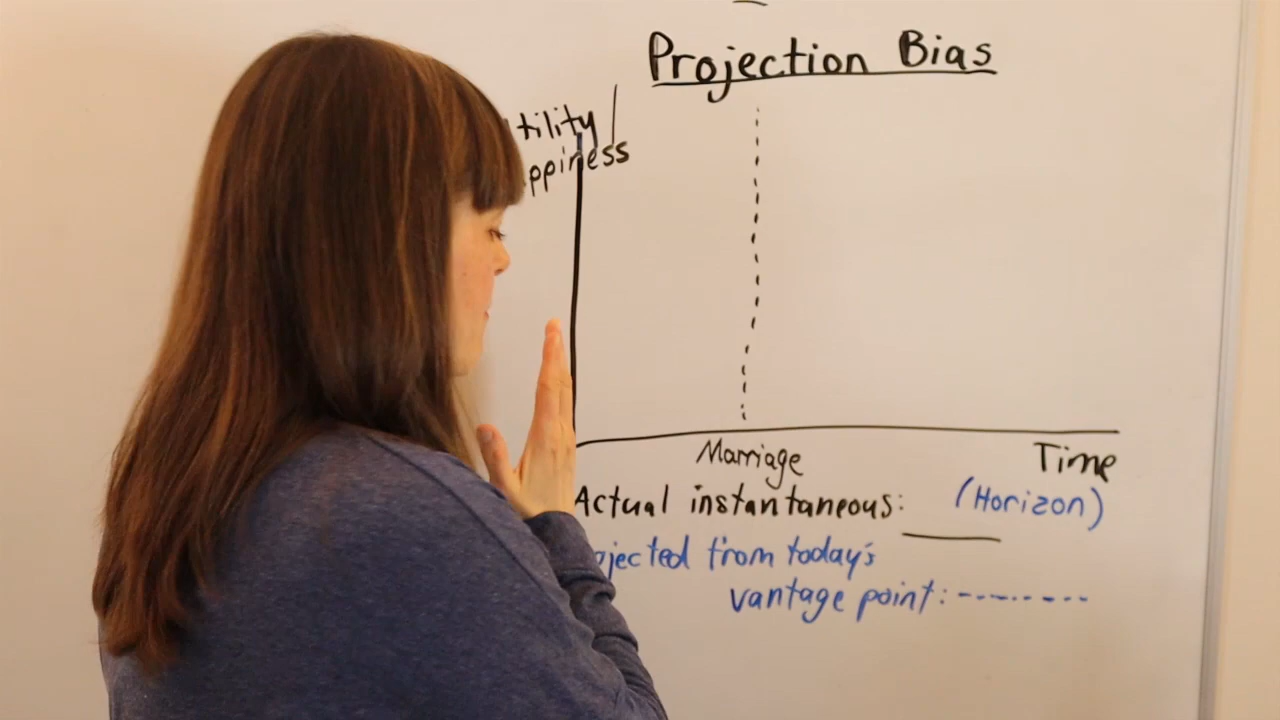 Projection Bias
tility /
ppiness
Marriage
Time
Actual instantaneous:
(Horizon)
jected from today's
vantage point: